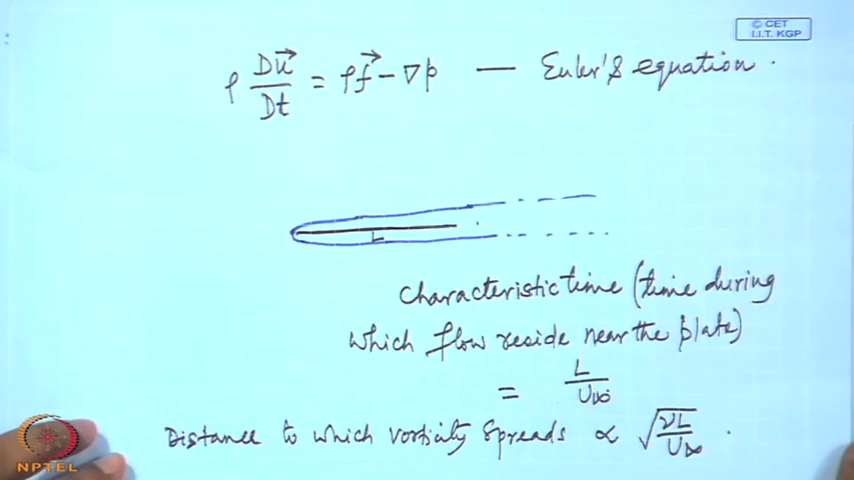 © CET
I.I.T. KGP
ρ Du⃗/Dt = ρf⃗ - ∇p — Euler's equation.
L
Characteristic time (time during
which flow reside near the plate)
= L/U∞
Distance to which vorticity spreads ∝ √(νL/U∞).
NPTEL